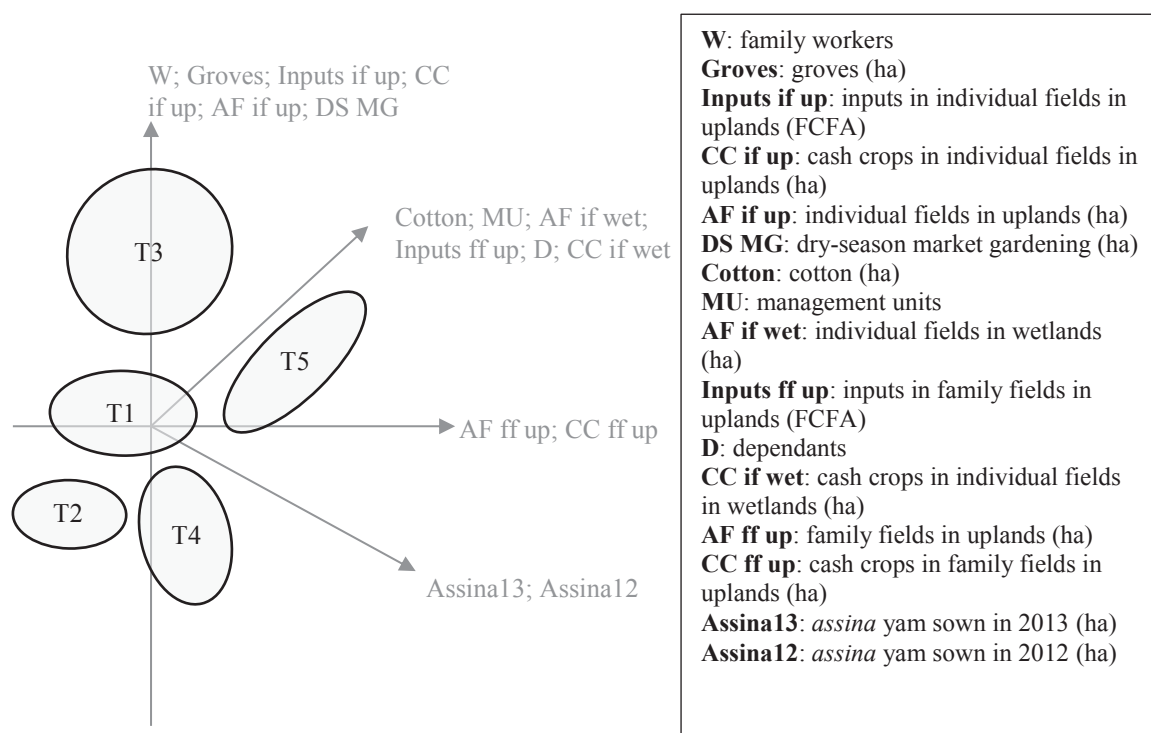 W; Groves; Inputs if up; CC
if up; AF if up; DS MG
T3
Cotton; MU; AF if wet;
Inputs ff up; D; CC if wet
T5
T1
AF ff up; CC ff up
T2
T4
Assina13; Assina12
W: family workers
Groves: groves (ha)
Inputs if up: inputs in individual fields in
uplands (FCFA)
CC if up: cash crops in individual fields in
uplands (ha)
AF if up: individual fields in uplands (ha)
DS MG: dry-season market gardening (ha)
Cotton: cotton (ha)
MU: management units
AF if wet: individual fields in wetlands
(ha)
Inputs ff up: inputs in family fields in
uplands (FCFA)
D: dependants
CC if wet: cash crops in individual fields
in wetlands (ha)
AF ff up: family fields in uplands (ha)
CC ff up: cash crops in family fields in
uplands (ha)
Assina13: assina yam sown in 2013 (ha)
Assina12: assina yam sown in 2012 (ha)